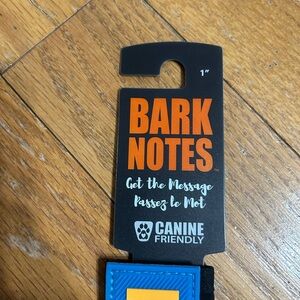 1"
BARK
NOTES
Get the Message
Passez le Mot
CANINE
FRIENDLY